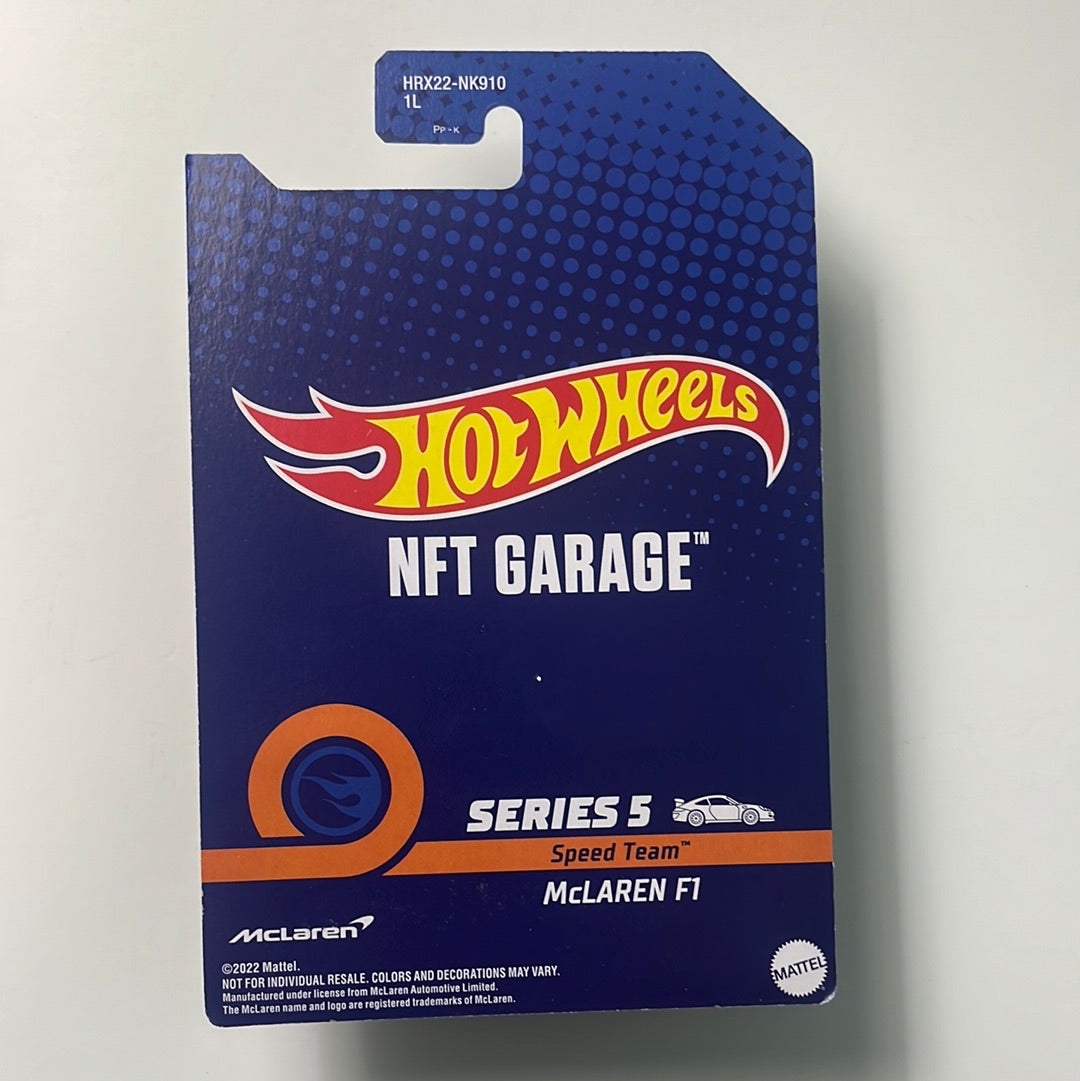 HRX22-NK910
1L
PP-K
HOT WHEELS
NFT GARAGE™
SERIES 5
Speed Team™
McLAREN F1
McLaren
©2022 Mattel.
NOT FOR INDIVIDUAL RESALE. COLORS AND DECORATIONS MAY VARY.
Manufactured under license from McLaren Automotive Limited.
The McLaren name and logo are registered trademarks of McLaren.
MATTEL